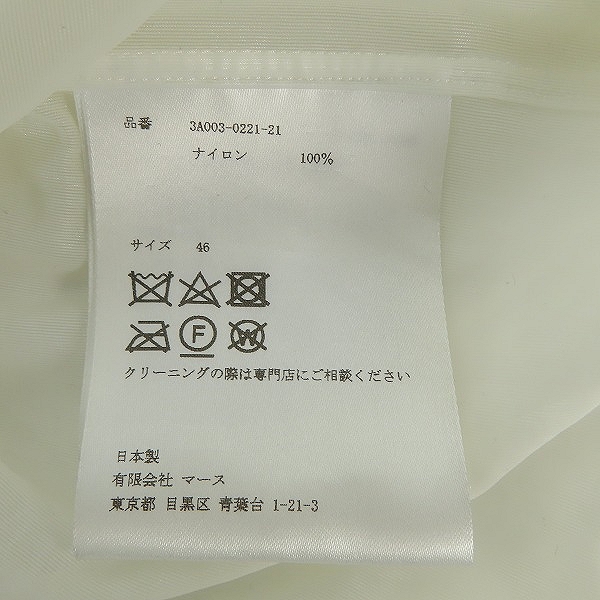 品番 3A003-0221-21
ナイロン 100%
サイズ 46
F W
クリーニングの際は専門店にご相談ください
日本製
有限会社 マース
東京都 目黒区 青葉台 1-21-3